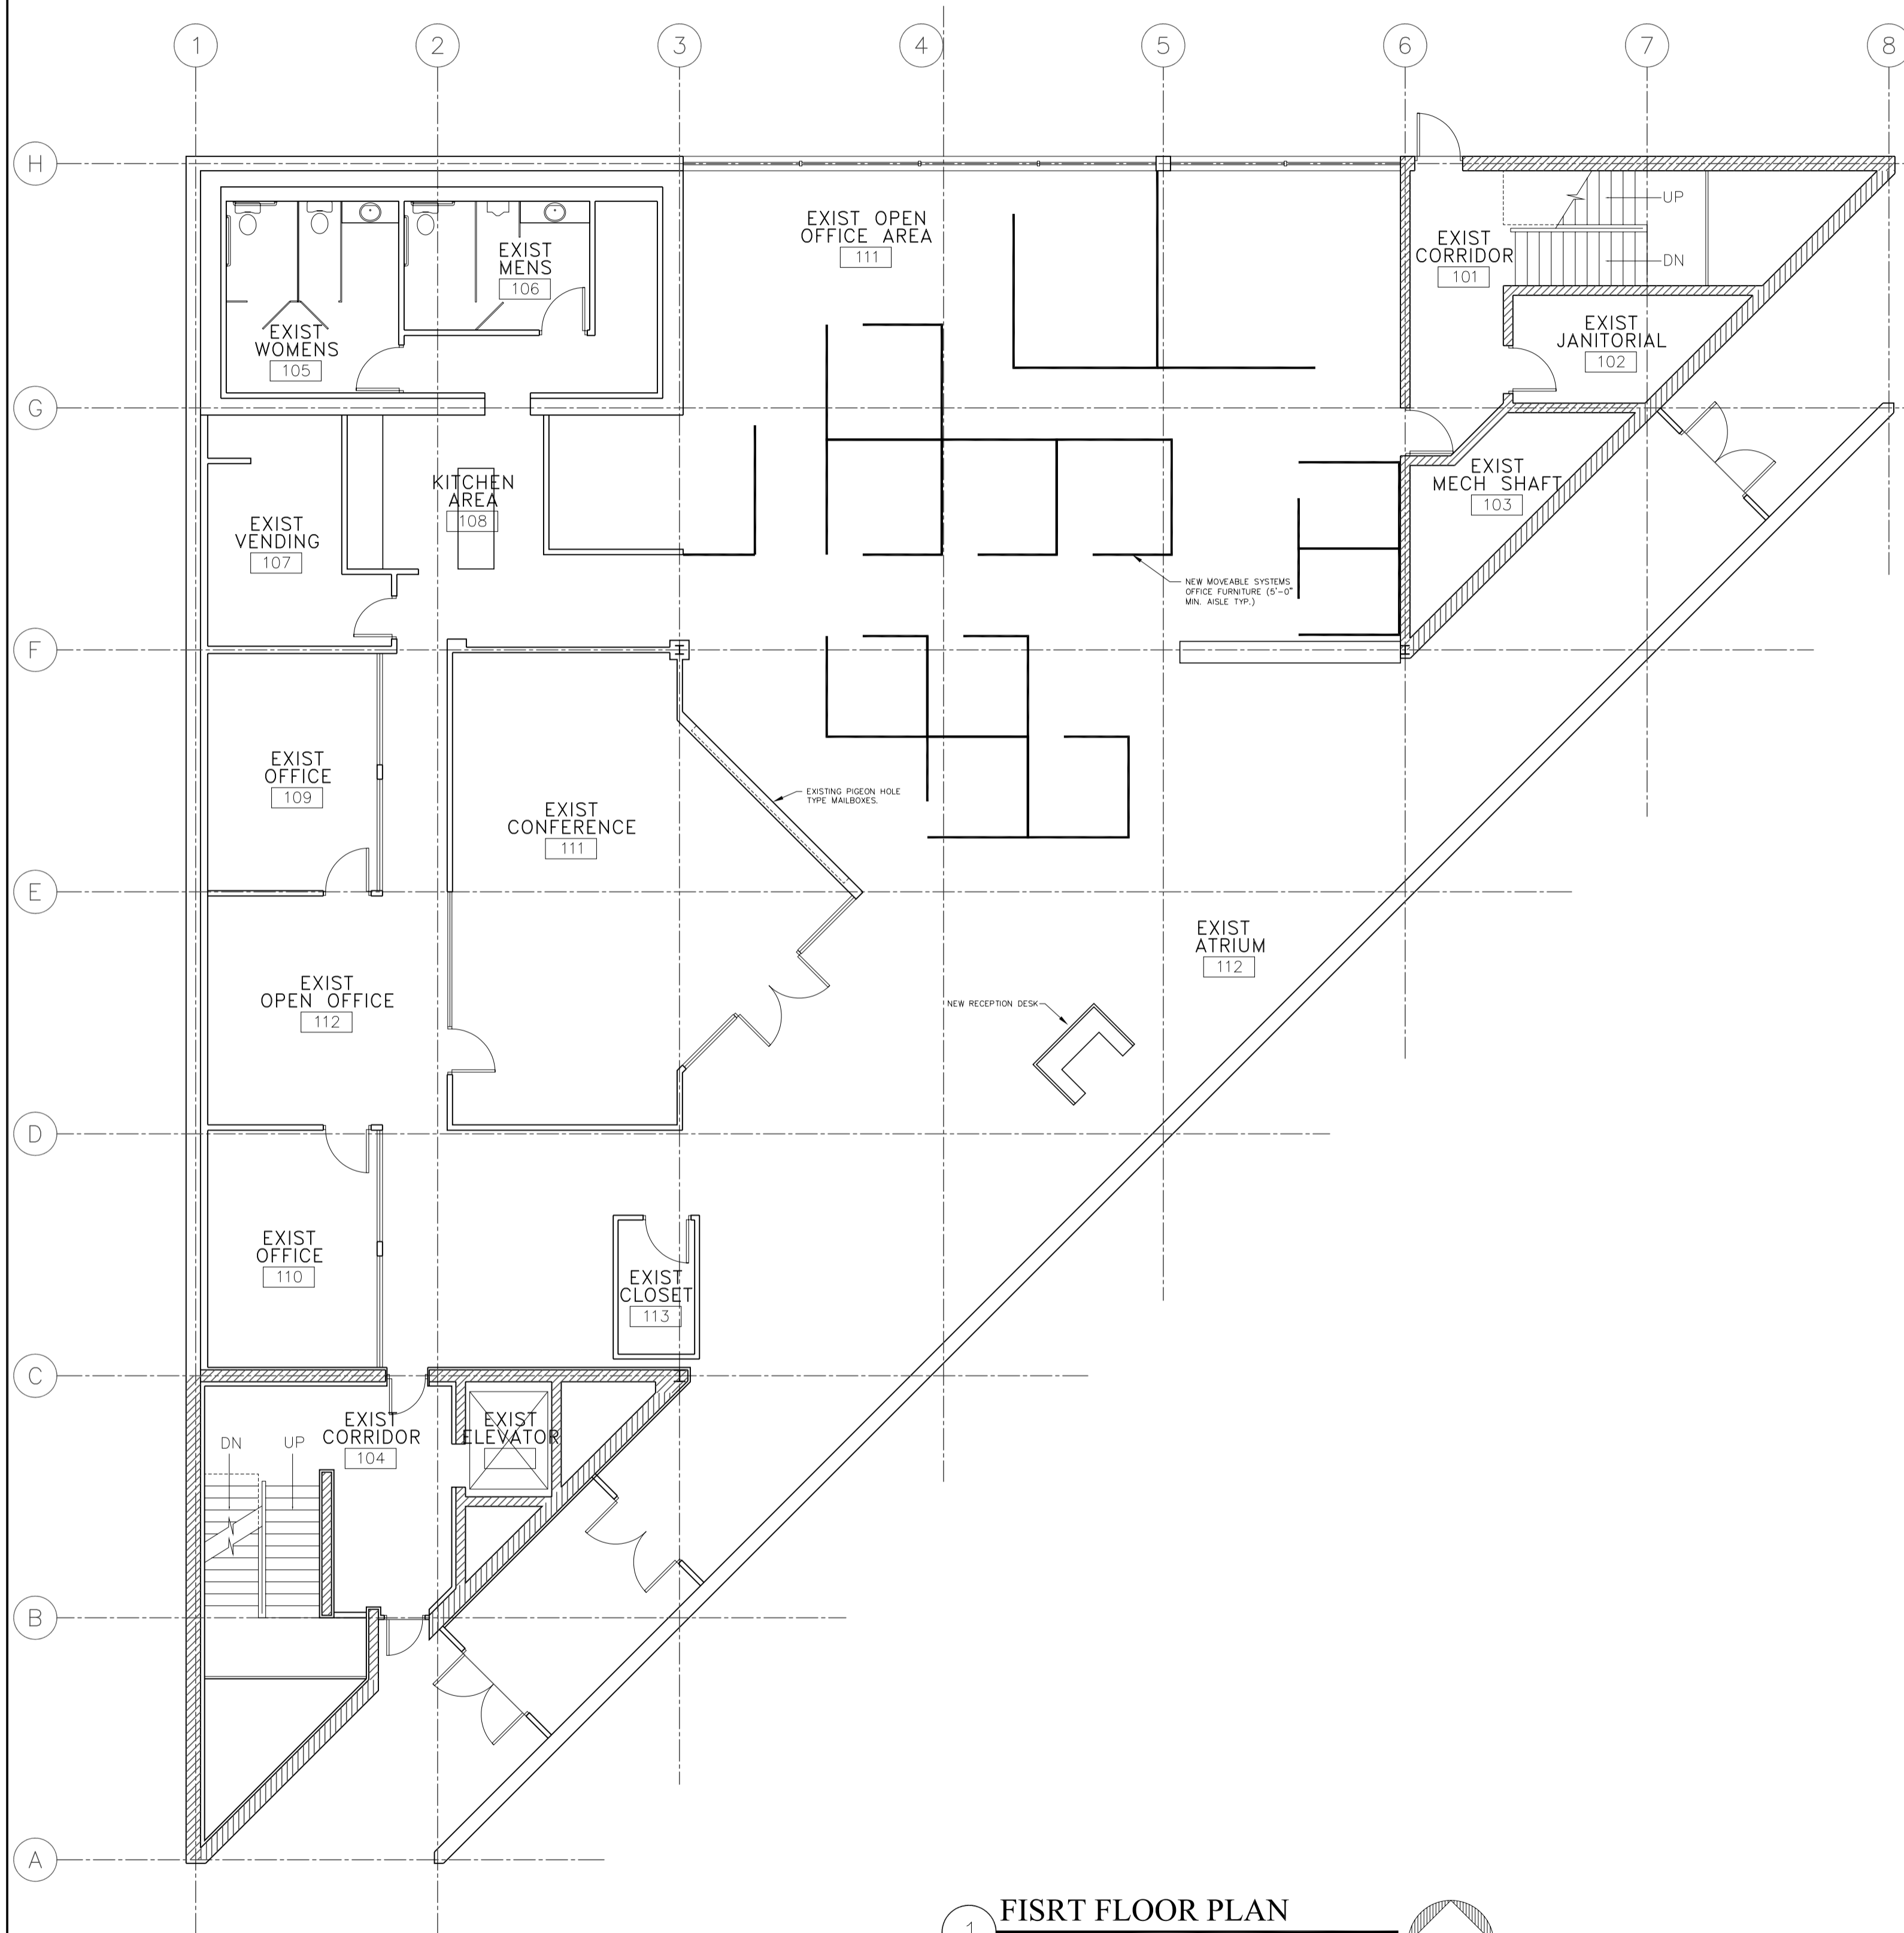 1
2
3
4
5
6
7
8
H
EXIST OPEN
OFFICE AREA
111
UP
EXIST
CORRIDOR
101
DN
EXIST
MENS
106
EXIST
WOMENS
105
EXIST
JANITORIAL
102
G
KITCHEN
AREA
108
EXIST
MECH SHAFT
103
EXIST
VENDING
107
NEW MOVEABLE SYSTEMS
OFFICE FURNITURE (5'-0"
MIN. AISLE TYP.)
F
EXIST
OFFICE
109
EXISTING PIGEON HOLE
TYPE MAILBOXES.
EXIST
CONFERENCE
111
E
EXIST
ATRIUM
112
EXIST
OPEN OFFICE
112
NEW RECEPTION DESK
D
EXIST
OFFICE
110
EXIST
CLOSET
113
C
EXIST
CORRIDOR
104
EXIST
ELEVATOR
DN
UP
B
A
1
FISRT FLOOR PLAN